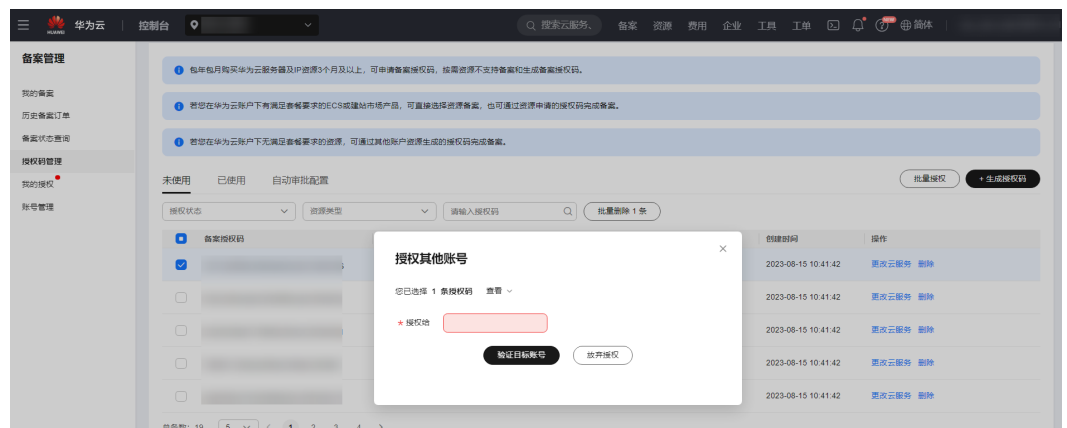 华为云 控制台 搜索云服务、 备案 资源 费用 企业 工具 工单 简体
HUAWEI
备案管理
我的备案
历史备案订单
备案状态查询
授权码管理
我的授权
账号管理
包年包月购买华为云服务器及IP资源3个月及以上，可申请备案授权码，按需资源不支持备案和生成备案授权码。
若您在华为云账户下有满足套餐要求的ECS或建站市场产品，可直接选择资源备案，也可通过资源申请的授权码完成备案。
若您在华为云账户下无满足套餐要求的资源，可通过其他账户资源生成的授权码完成备案。
未使用 已使用 自动审批配置 批量授权 + 生成授权码
授权状态 资源类型 请输入授权码 批量删除 1 条
备案授权码 创建时间 操作
2023-08-15 10:41:42 更改云服务 删除
2023-08-15 10:41:42 更改云服务 删除
2023-08-15 10:41:42 更改云服务 删除
2023-08-15 10:41:42 更改云服务 删除
2023-08-15 10:41:42 更改云服务 删除
授权其他账号
您已选择 1 条授权码 查看
* 授权给
验证目标账号 放弃授权
总条数: 19 5 1 2 3 4